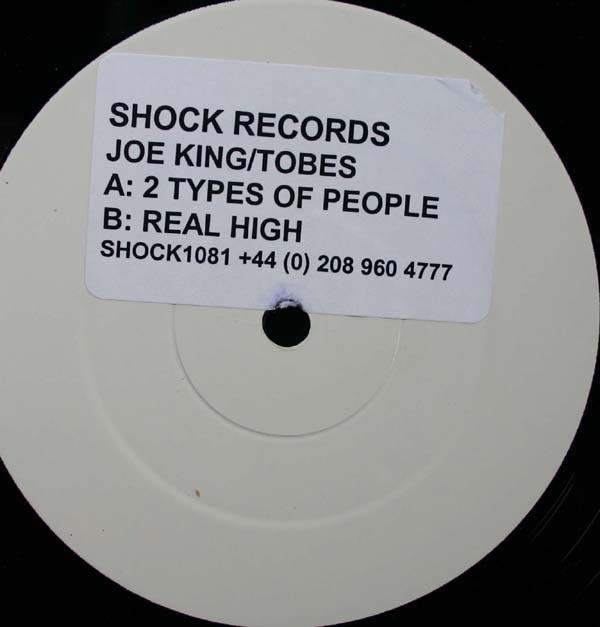 SHOCK RECORDS
JOE KING/TOBES
A: 2 TYPES OF PEOPLE
B: REAL HIGH
SHOCK1081 +44 (0) 208 960 4777